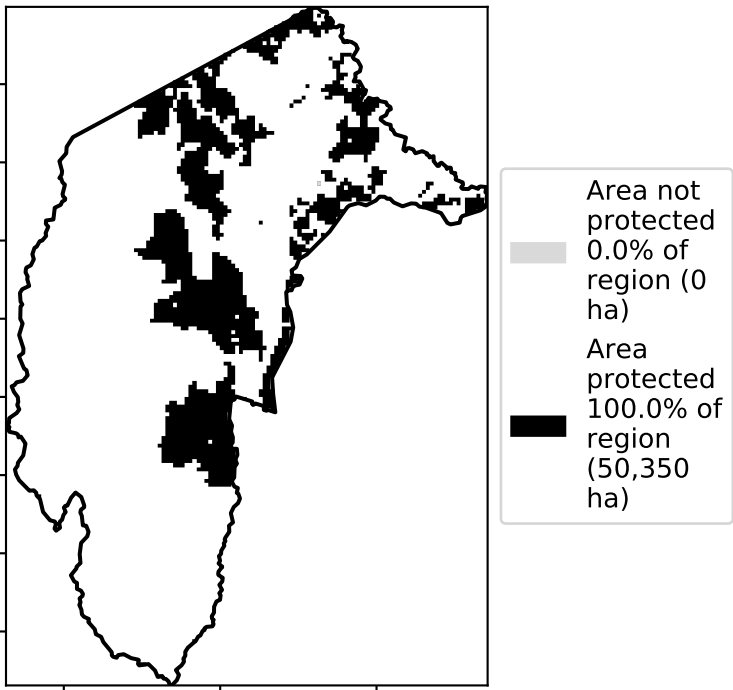 Area not
protected
0.0% of
region (0
ha)
Area
protected
100.0% of
region
(50,350
ha)